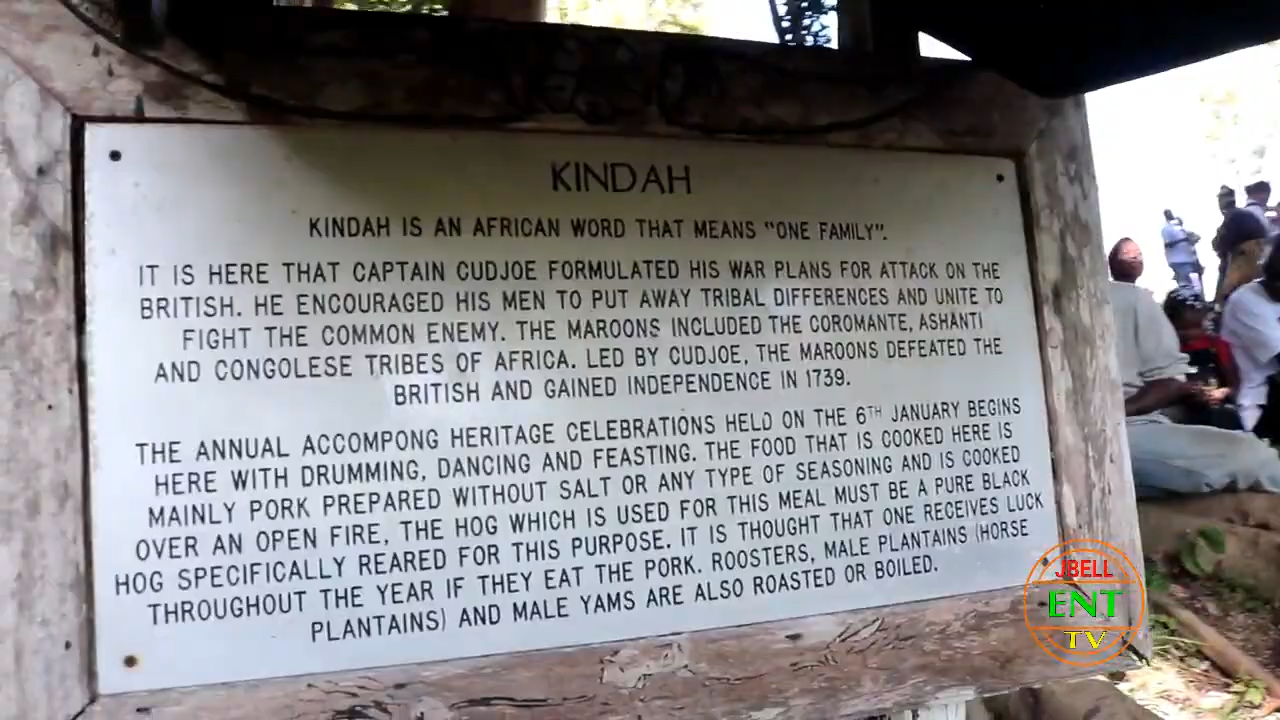 KINDAH
KINDAH IS AN AFRICAN WORD THAT MEANS "ONE FAMILY".
IT IS HERE THAT CAPTAIN CUDJOE FORMULATED HIS WAR PLANS FOR ATTACK ON THE
BRITISH. HE ENCOURAGED HIS MEN TO PUT AWAY TRIBAL DIFFERENCES AND UNITE TO
FIGHT THE COMMON ENEMY. THE MAROONS INCLUDED THE COROMANTE, ASHANTI
AND CONGOLESE TRIBES OF AFRICA. LED BY CUDJOE, THE MAROONS DEFEATED THE
BRITISH AND GAINED INDEPENDENCE IN 1739.
THE ANNUAL ACCOMPONG HERITAGE CELEBRATIONS HELD ON THE 6TH JANUARY BEGINS
HERE WITH DRUMMING, DANCING AND FEASTING. THE FOOD THAT IS COOKED HERE IS
MAINLY PORK PREPARED WITHOUT SALT OR ANY TYPE OF SEASONING AND IS COOKED
OVER AN OPEN FIRE, THE HOG WHICH IS USED FOR THIS MEAL MUST BE A PURE BLACK
HOG SPECIFICALLY REARED FOR THIS PURPOSE. IT IS THOUGHT THAT ONE RECEIVES LUCK
THROUGHOUT THE YEAR IF THEY EAT THE PORK. ROOSTERS, MALE PLANTAINS (HORSE
PLANTAINS) AND MALE YAMS ARE ALSO ROASTED OR BOILED.
JBELL
ENT
TV